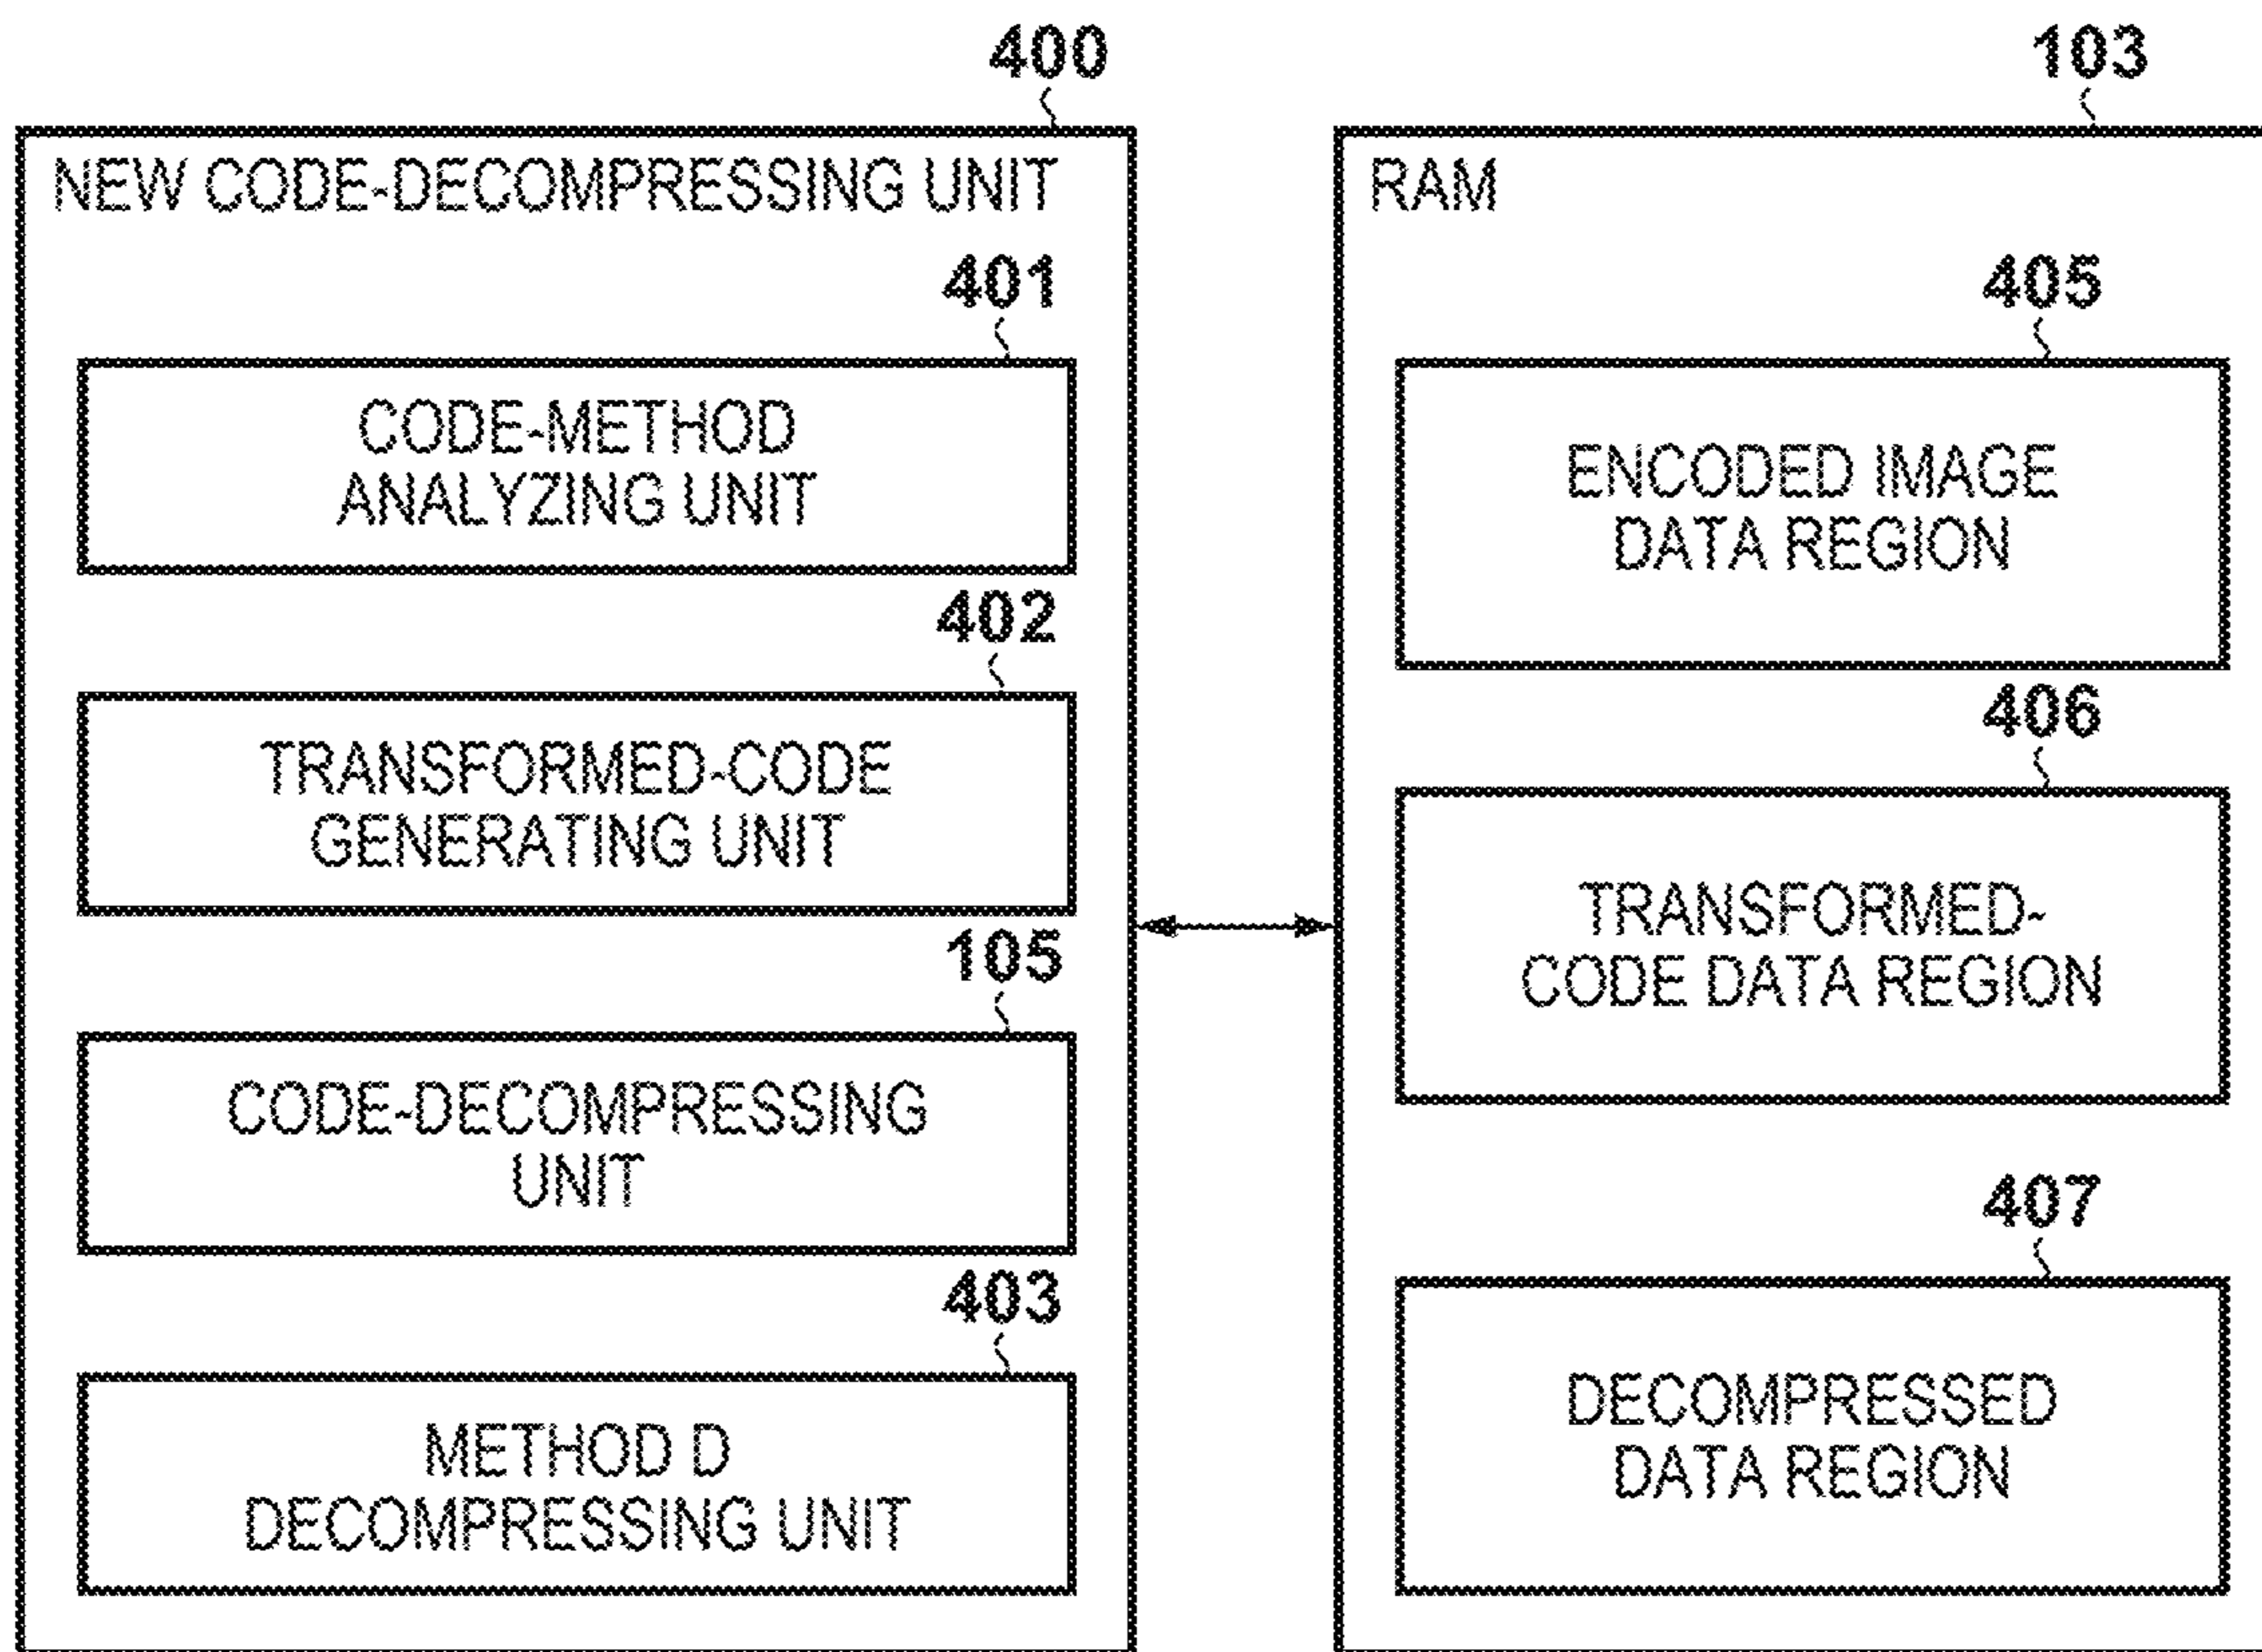 400
NEW CODE-DECOMPRESSING UNIT
401
CODE-METHOD
ANALYZING UNIT
402
TRANSFORMED-CODE
GENERATING UNIT
105
CODE-DECOMPRESSING
UNIT
403
METHOD D
DECOMPRESSING UNIT
103
RAM
405
ENCODED IMAGE
DATA REGION
406
TRANSFORMED-
CODE DATA REGION
407
DECOMPRESSED
DATA REGION